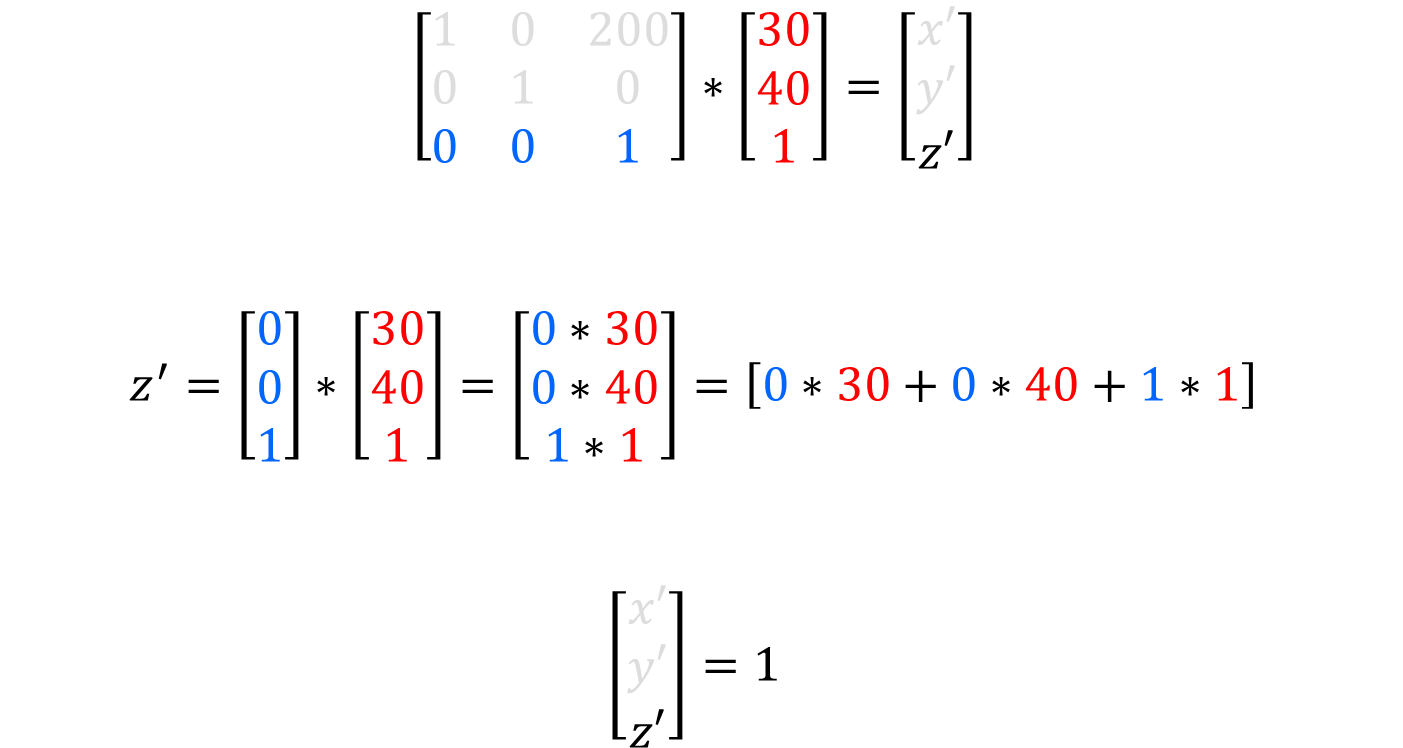 [1 0 200] [30] [x′]
[0 1 0] * [40] = [y′]
[0 0 1] [1] [z′]
[0] [30] [0 * 30]
z′ = [0] * [40] = [0 * 40] = [0 * 30 + 0 * 40 + 1 * 1]
[1] [1] [1 * 1]
[x′]
[y′] = 1
[z′]